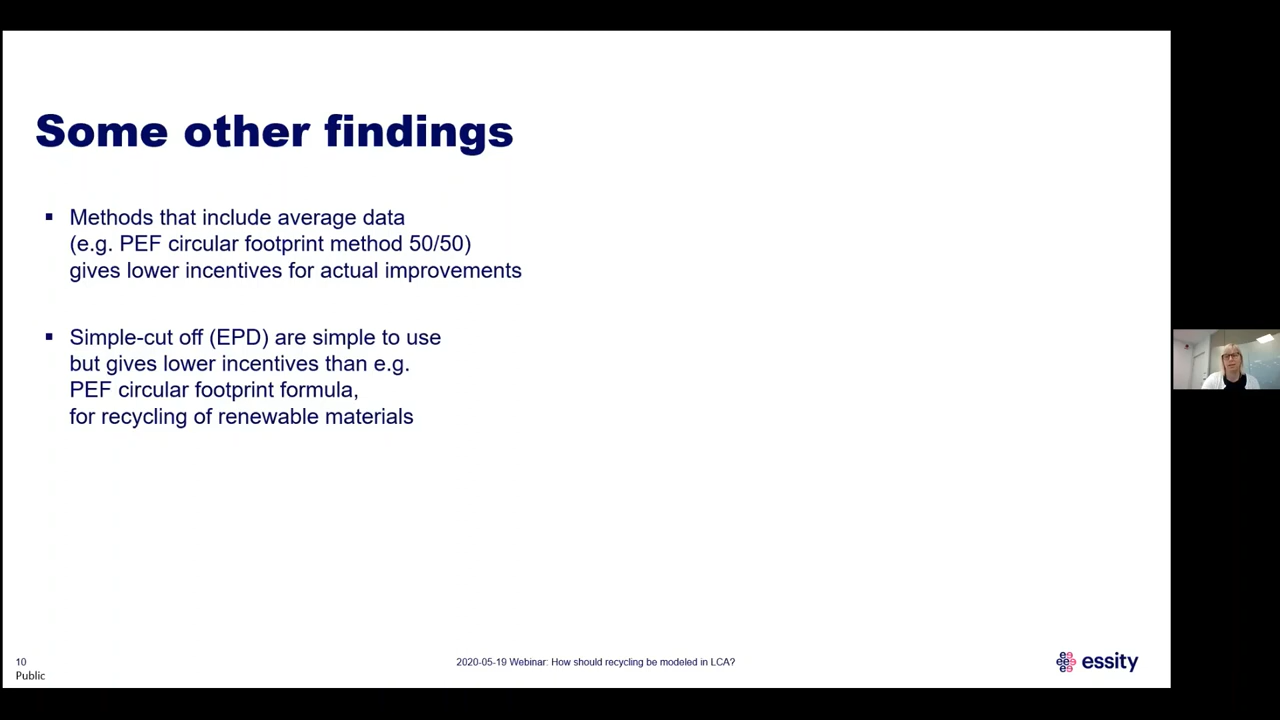 Some other findings
Methods that include average data
(e.g. PEF circular footprint method 50/50)
gives lower incentives for actual improvements
Simple-cut off (EPD) are simple to use
but gives lower incentives than e.g.
PEF circular footprint formula,
for recycling of renewable materials
10
Public
2020-05-19 Webinar: How should recycling be modeled in LCA?
essity